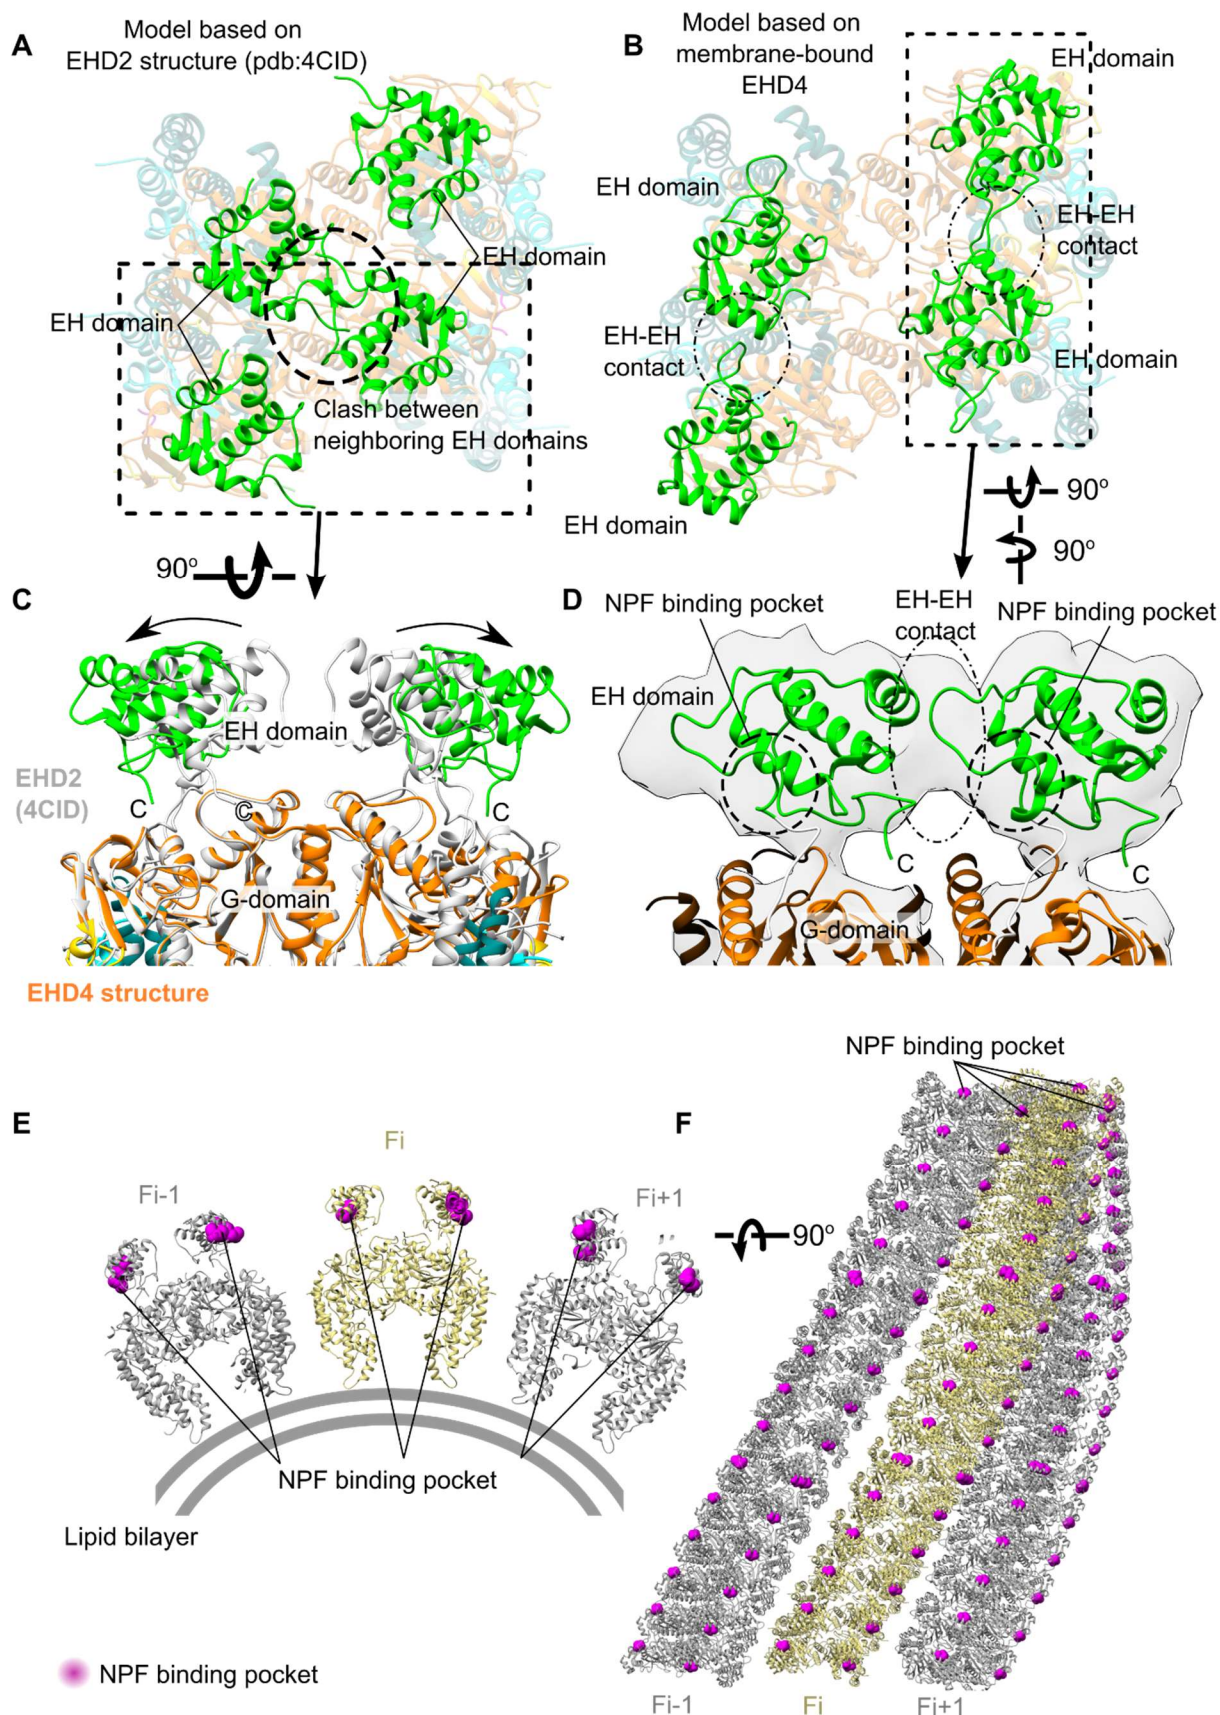 A
Model based on
EHD2 structure (pdb:4CID)
EH domain
EH domain
Clash between
neighboring EH domains
90º
B
Model based on
membrane-bound
EHD4
EH domain
EH domain
EH-EH
contact
EH-EH
contact
EH domain
EH domain
90º
90º
C
EH domain
EHD2
(4CID)
C
C
C
G-domain
EHD4 structure
D
NPF binding pocket
EH-EH
contact
NPF binding pocket
EH domain
C
C
G-domain
E
Fi
Fi-1
Fi+1
NPF binding pocket
Lipid bilayer
NPF binding pocket
90º
F
NPF binding pocket
Fi-1
Fi
Fi+1